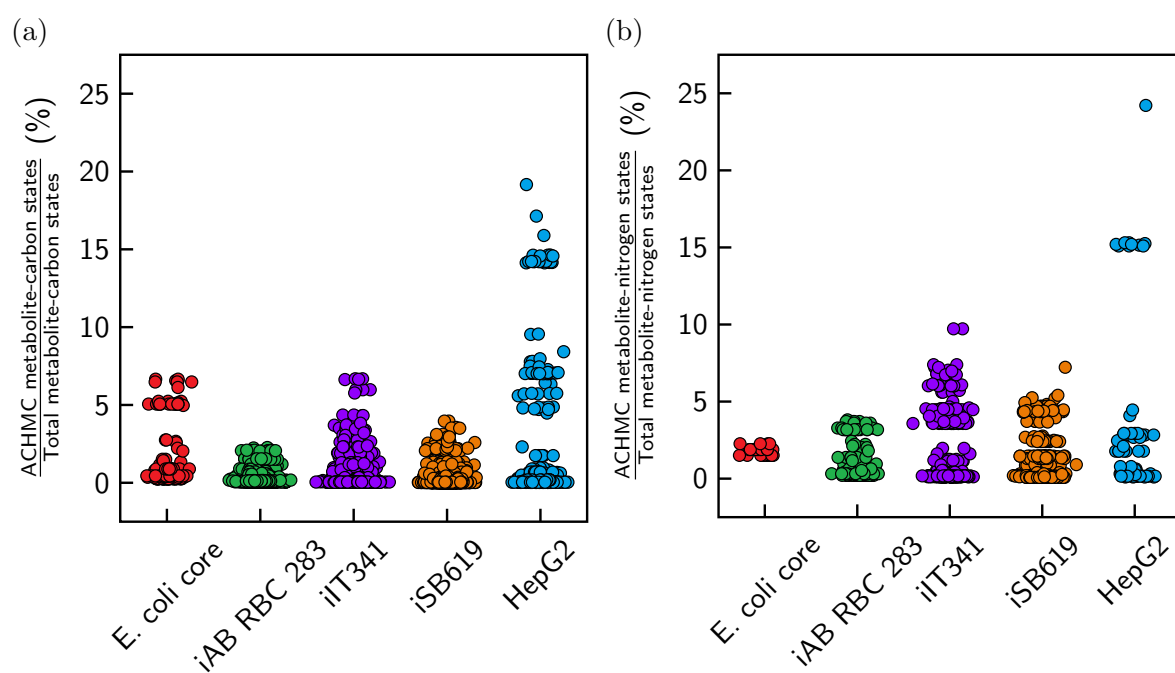 (a)
ACHMC metabolite-carbon states
Total metabolite-carbon states
(%)
25
20
15
10
5
0
E. coli core
iAB RBC 283
iIT341
iSB619
HepG2
(b)
ACHMC metabolite-nitrogen states
Total metabolite-nitrogen states
(%)
25
20
15
10
5
0
E. coli core
iAB RBC 283
iIT341
iSB619
HepG2